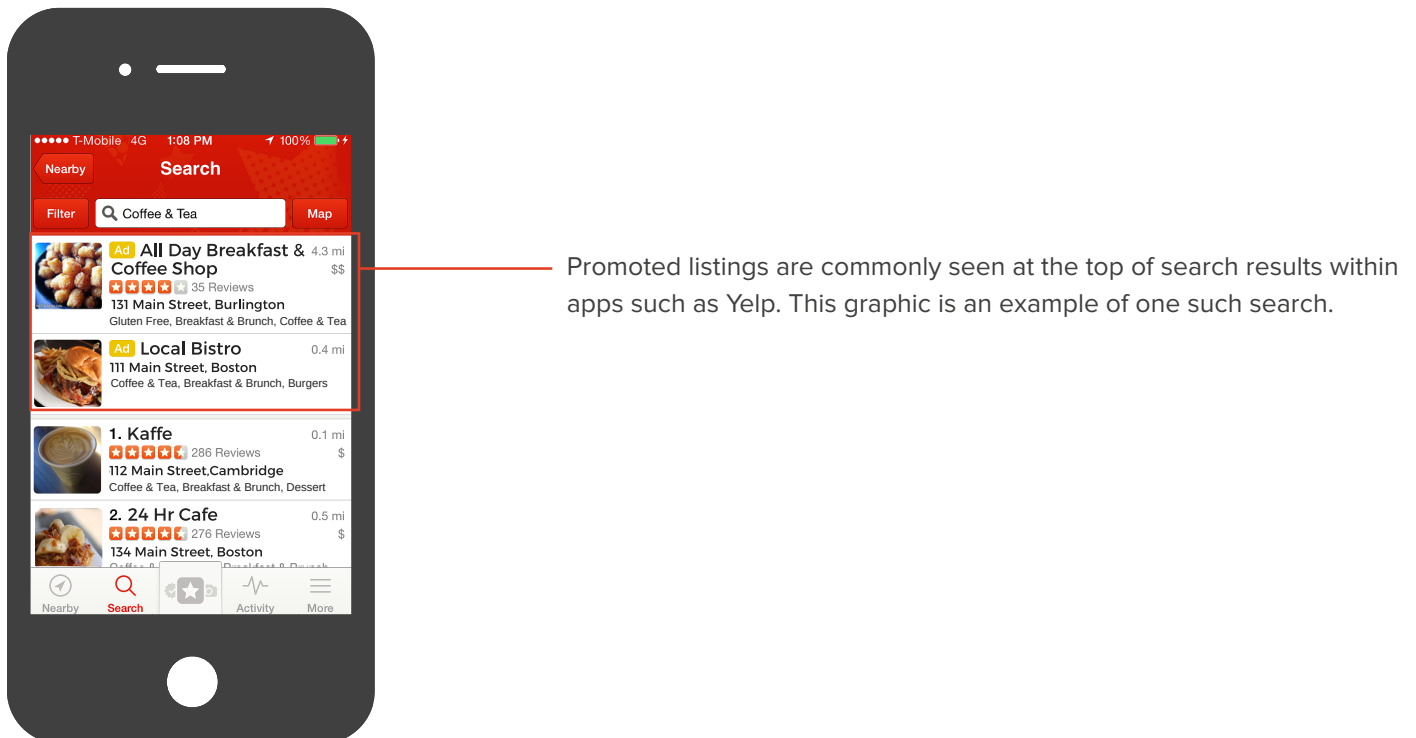 T-Mobile 4G 1:08 PM 100%
Nearby Search
Filter Coffee & Tea Map
Ad All Day Breakfast & 4.3 mi
Coffee Shop $$
35 Reviews
131 Main Street, Burlington
Gluten Free, Breakfast & Brunch, Coffee & Tea
Ad Local Bistro 0.4 mi
111 Main Street, Boston
Coffee & Tea, Breakfast & Brunch, Burgers
1. Kaffe 0.1 mi
286 Reviews $
112 Main Street,Cambridge
Coffee & Tea, Breakfast & Brunch, Dessert
2. 24 Hr Cafe 0.5 mi
276 Reviews $
134 Main Street, Boston
Coffee & Breakfast & Brunch
Nearby Search Activity More
Promoted listings are commonly seen at the top of search results within
apps such as Yelp. This graphic is an example of one such search.